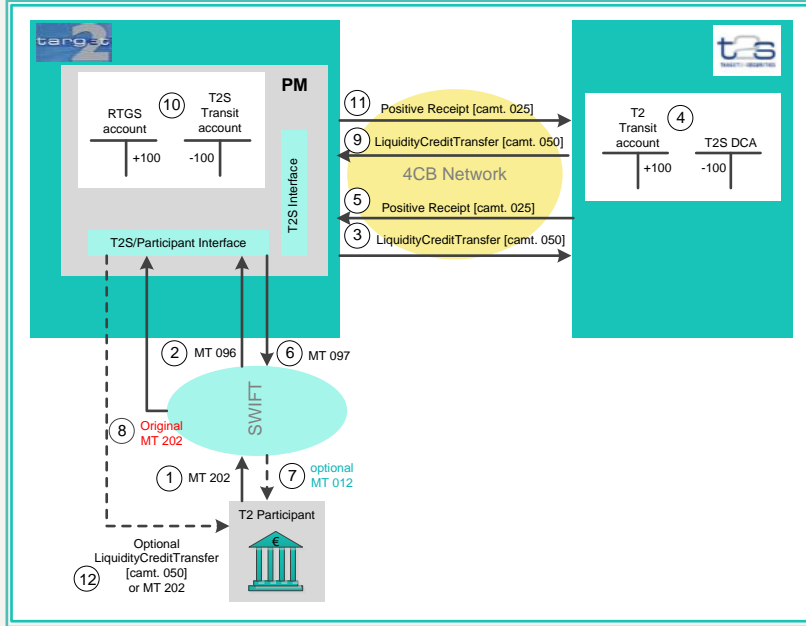 target
2
t2s
TARGET2-SECURITIES
PM
10
RTGS
account
+100
T2S
Transit
account
-100
T2S Interface
T2S/Participant Interface
11
Positive Receipt [camt. 025]
9
LiquidityCreditTransfer [camt. 050]
4CB Network
5
Positive Receipt [camt. 025]
3
LiquidityCreditTransfer [camt. 050]
T2
Transit
account
4
+100
T2S DCA
-100
2
MT 096
6
MT 097
SWIFT
8
Original
MT 202
1
MT 202
7
optional
MT 012
T2 Participant
€
Optional
LiquidityCreditTransfer
[camt. 050]
or MT 202
12